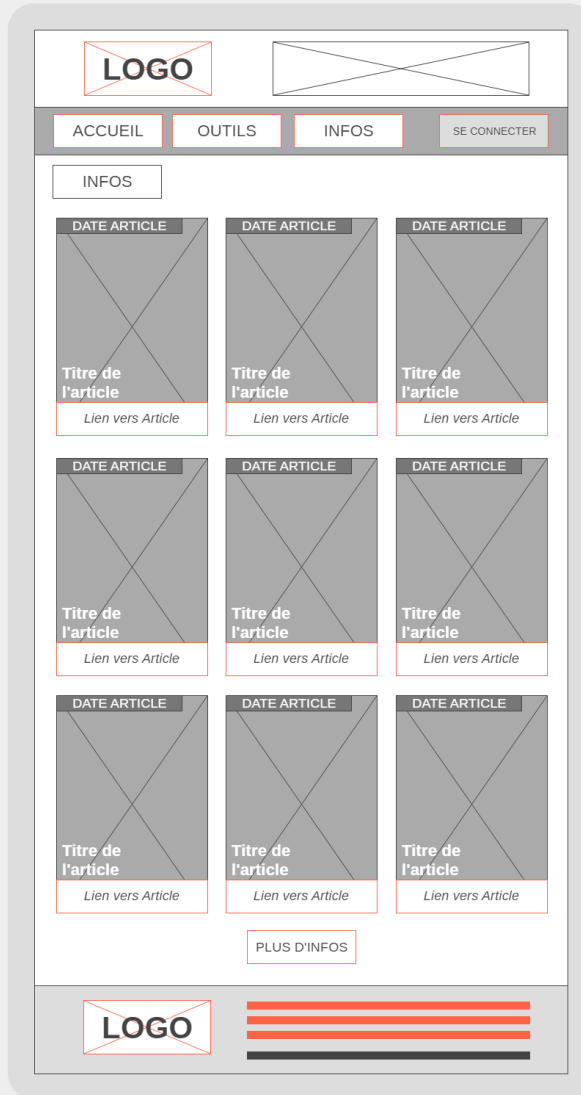 LOGO
ACCUEIL OUTILS INFOS SE CONNECTER
INFOS
DATE ARTICLE DATE ARTICLE DATE ARTICLE
Titre de Titre de Titre de
l'article l'article l'article
Lien vers Article Lien vers Article Lien vers Article
DATE ARTICLE DATE ARTICLE DATE ARTICLE
Titre de Titre de Titre de
l'article l'article l'article
Lien vers Article Lien vers Article Lien vers Article
DATE ARTICLE DATE ARTICLE DATE ARTICLE
Titre de Titre de Titre de
l'article l'article l'article
Lien vers Article Lien vers Article Lien vers Article
PLUS D'INFOS
LOGO